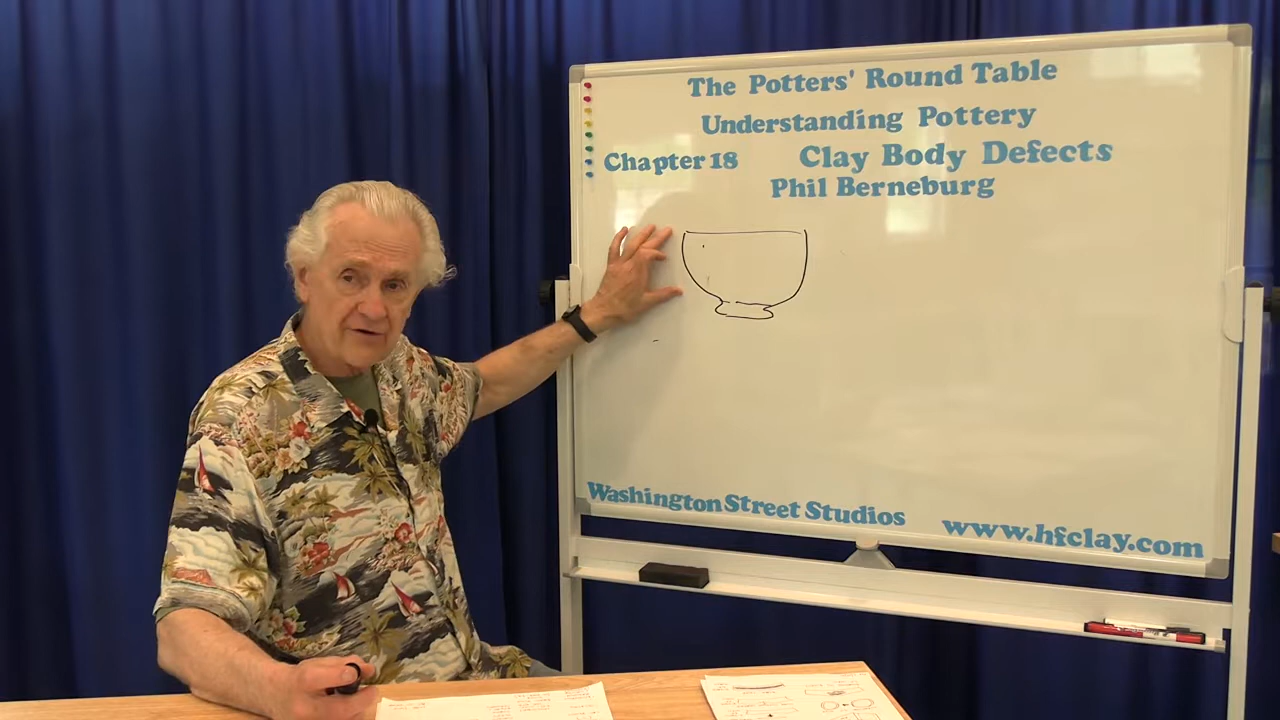 The Potters' Round Table
Understanding Pottery
Chapter 18 Clay Body Defects
Phil Berneburg
Washington Street Studios
www.hfclay.com